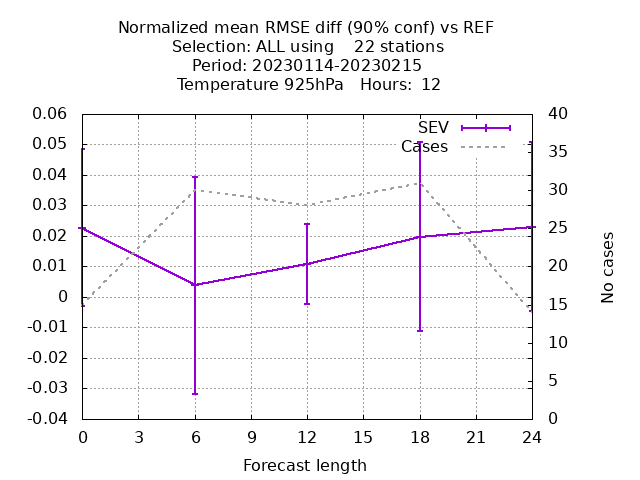 Normalized mean RMSE diff (90% conf) vs REF
Selection: ALL using    22 stations
Period: 20230114-20230215
Temperature 925hPa   Hours:  12
SEV
Cases
0.06
0.05
0.04
0.03
0.02
0.01
0
-0.01
-0.02
-0.03
-0.04
40
35
30
25
20
15
10
5
0
No cases
0 3 6 9 12 15 18 21 24
Forecast length